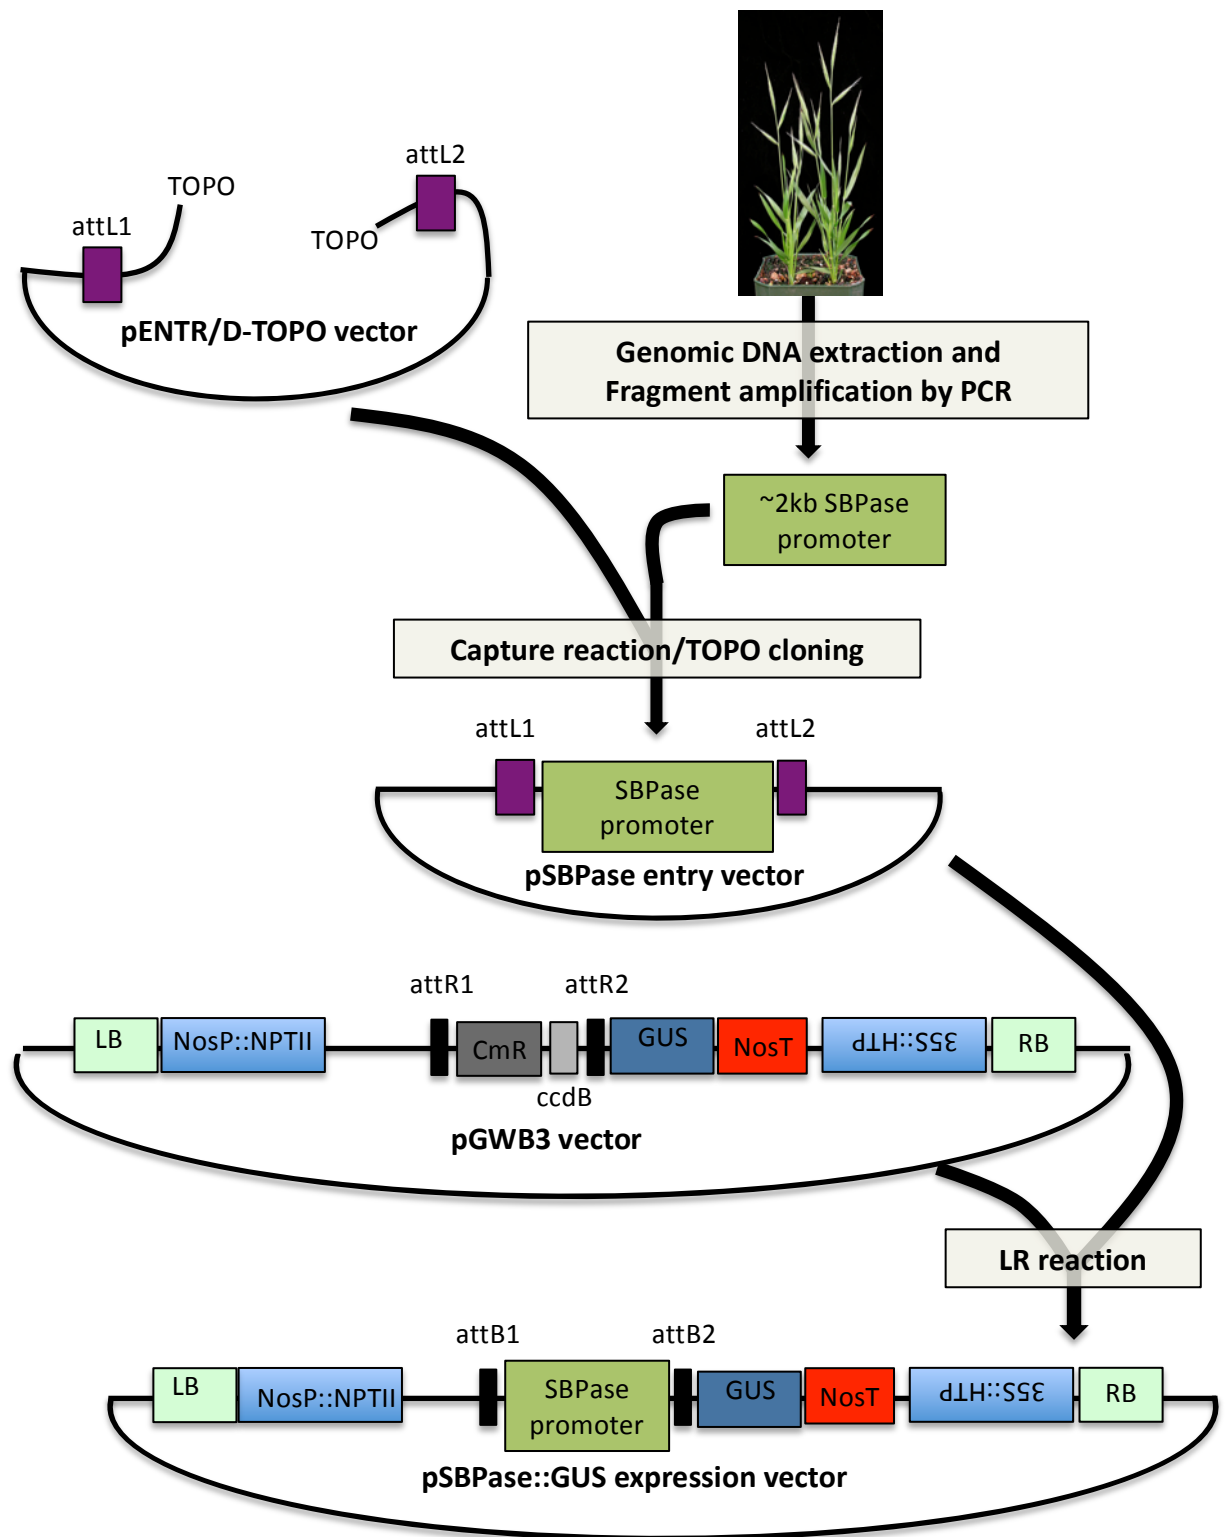 attL2
TOPO
attL1
TOPO
pENTR/D-TOPO vector
Genomic DNA extraction and
Fragment amplification by PCR
~2kb SBPase
promoter
Capture reaction/TOPO cloning
attL1
attL2
SBPase
promoter
pSBPase entry vector
attR1
attR2
LB
NosP::NPTII
CmR
ccdB
GUS
NosT
35S::HTP
RB
pGWB3 vector
LR reaction
attB1
attB2
LB
NosP::NPTII
SBPase
promoter
GUS
NosT
35S::HTP
RB
pSBPase::GUS expression vector